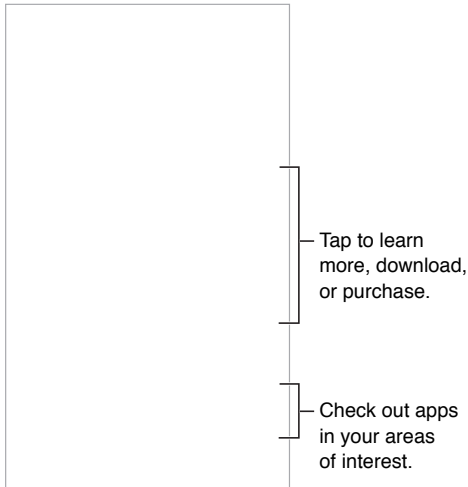 Tap to learn
more, download,
or purchase.
Check out apps
in your areas
of interest.